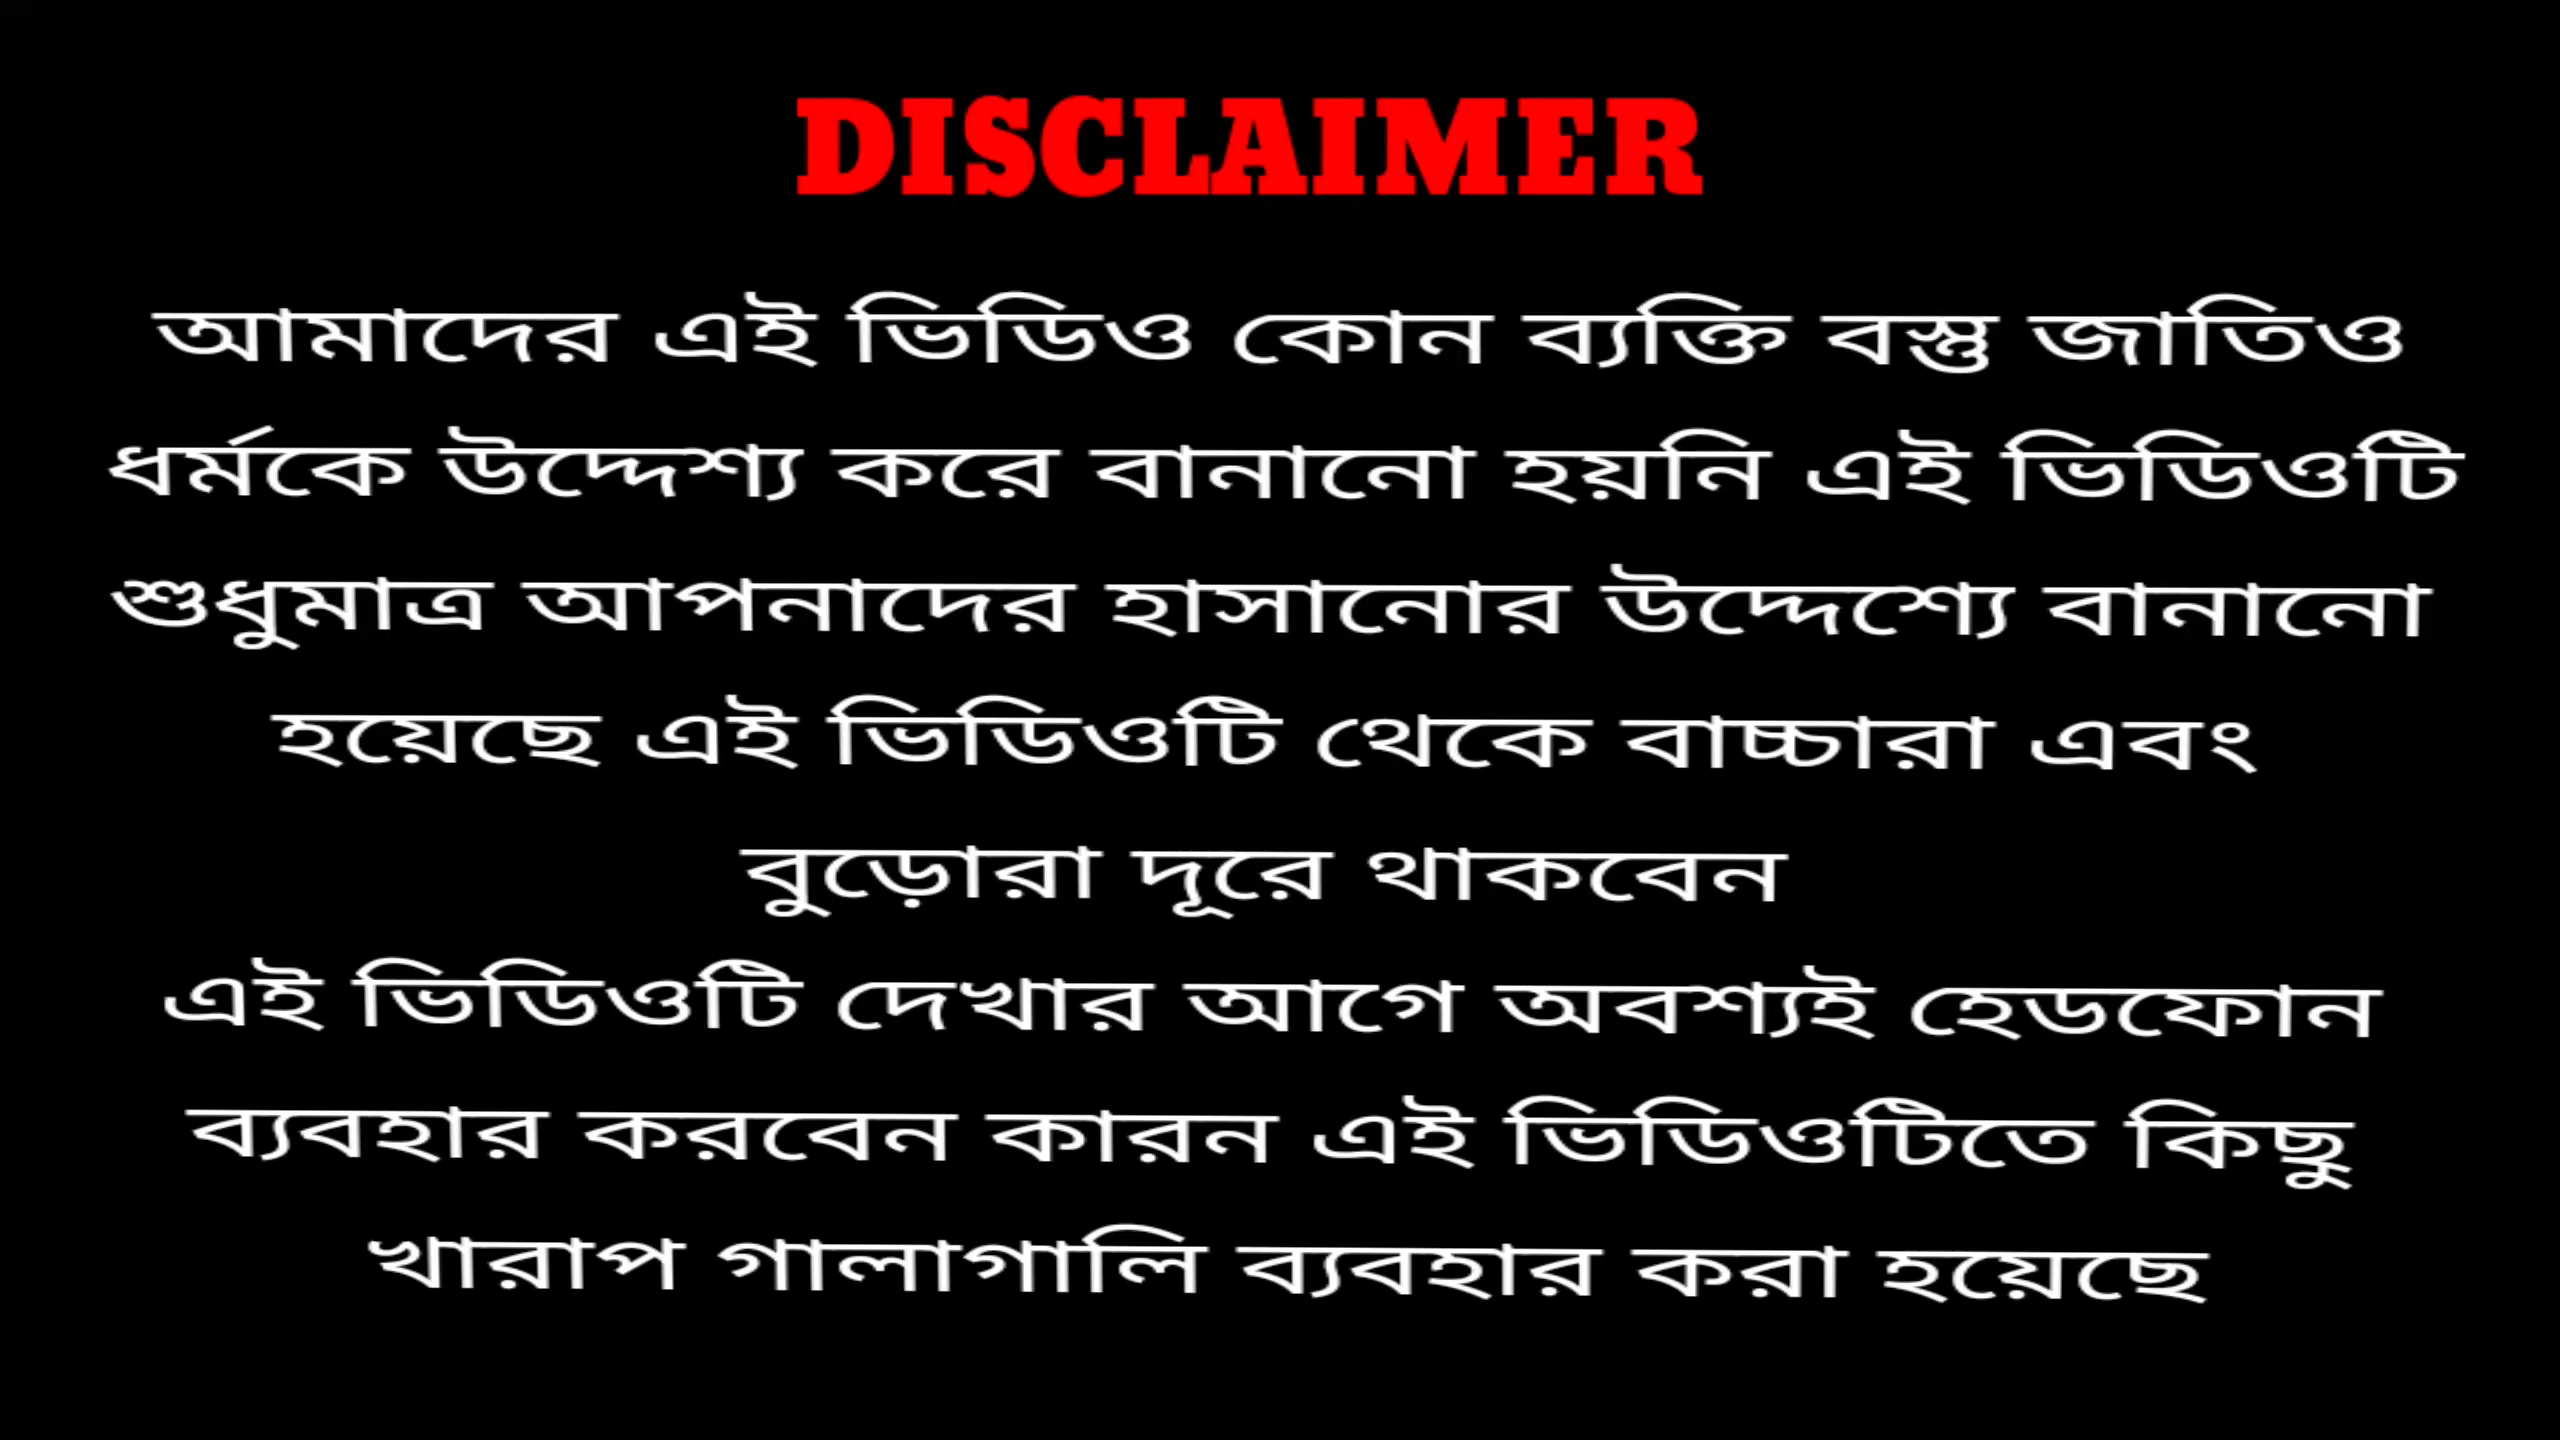 DISCLAIMER
আমাদের এই ভিডিও কোন ব্যক্তি বস্তু জাতিও
ধর্মকে উদ্দেশ্য করে বানানো হয়নি এই ভিডিওটি
শুধুমাত্র আপনাদের হাসানোর উদ্দেশ্যে বানানো
হয়েছে এই ভিডিওটি থেকে বাচ্চারা এবং
বুড়োরা দূরে থাকবেন
এই ভিডিওটি দেখার আগে অবশ্যই হেডফোন
ব্যবহার করবেন কারন এই ভিডিওটিতে কিছু
খারাপ গালাগালি ব্যবহার করা হয়েছে